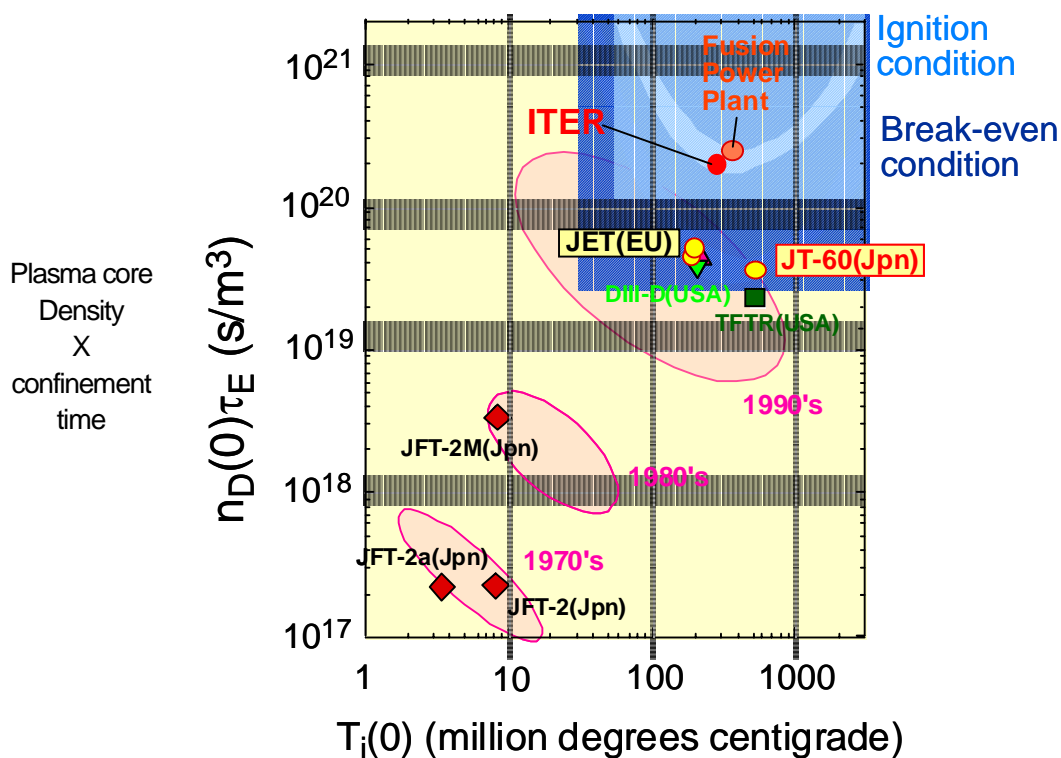 Ignition
condition
Fusion
Power
Plant
ITER
Break-even
condition
10²¹
10²⁰
10¹⁹
10¹⁸
10¹⁷
Plasma core
Density
X
confinement
time
n_D(0)τ_E (s/m³)
JET(EU)
JT-60(Jpn)
DIII-D(USA)
TFTR(USA)
1990's
JFT-2M(Jpn)
1980's
JFT-2a(Jpn)
1970's
JFT-2(Jpn)
1 10 100 1000
T_i(0) (million degrees centigrade)